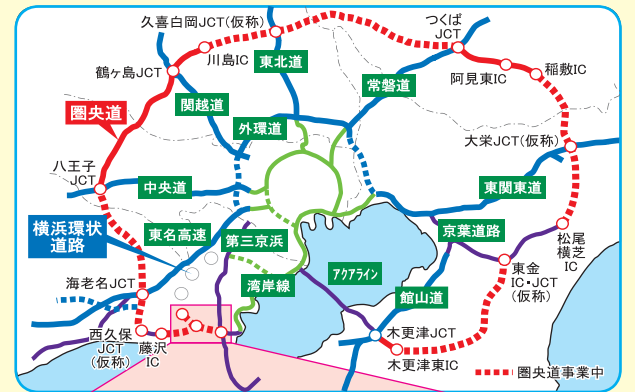 久喜白岡JCT(仮称)
つくば
JCT
川島IC
東北道
稲敷IC
鶴ヶ島JCT
常磐道
阿見東IC
関越道
圏央道
外環道
大栄JCT(仮称)
八王子
JCT
中央道
東関東道
横浜環状
道路
東名高速
第三京浜
京葉道路
松尾
横芝
IC
アクアライン
東金
IC・JCT
(仮称)
海老名JCT
湾岸線
館山道
西久保
JCT
(仮称)
藤沢
IC
木更津JCT
木更津東IC
圏央道事業中